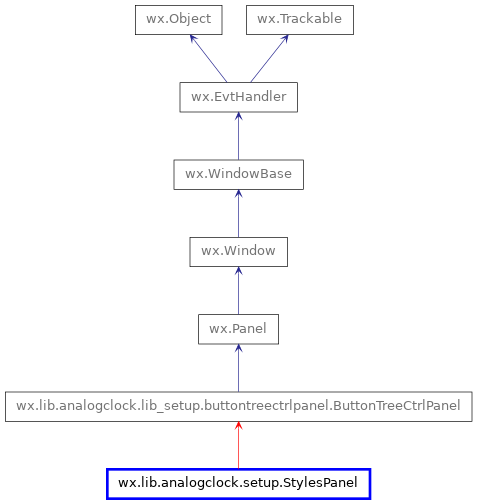 wx.Object
wx.Trackable
wx.EvtHandler
wx.WindowBase
wx.Window
wx.Panel
wx.lib.analogclock.lib_setup.buttontreectrlpanel.ButtonTreeCtrlPanel
wx.lib.analogclock.setup.StylesPanel